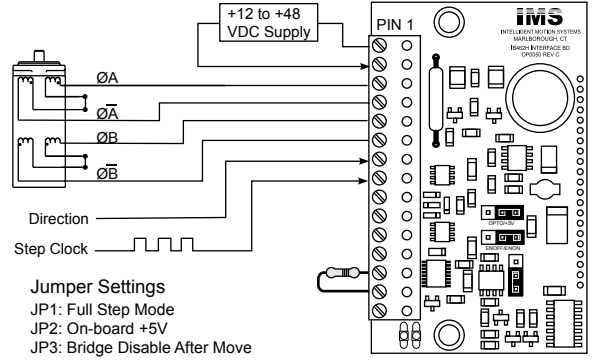 +12 to +48
VDC Supply
PIN 1
IMS
INTELLIGENT MOTION SYSTEMS
MARLBOROUGH, CT
IB462H INTERFACE BD
OP0050 REV C
ØA
ØA̅
ØB
ØB̅
Direction
Step Clock
OPTO/+5V
ENOFF/ENON
Jumper Settings
JP1: Full Step Mode
JP2: On-board +5V
JP3: Bridge Disable After Move